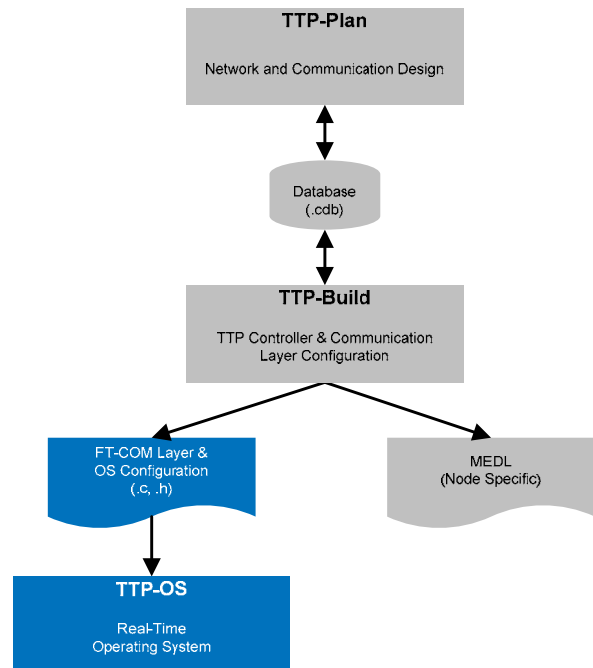 TTP-Plan
Network and Communication Design
Database
(.cdb)
TTP-Build
TTP Controller & Communication
Layer Configuration
FT-COM Layer &
OS Configuration
(.c, .h)
MEDL
(Node Specific)
TTP-OS
Real-Time
Operating System